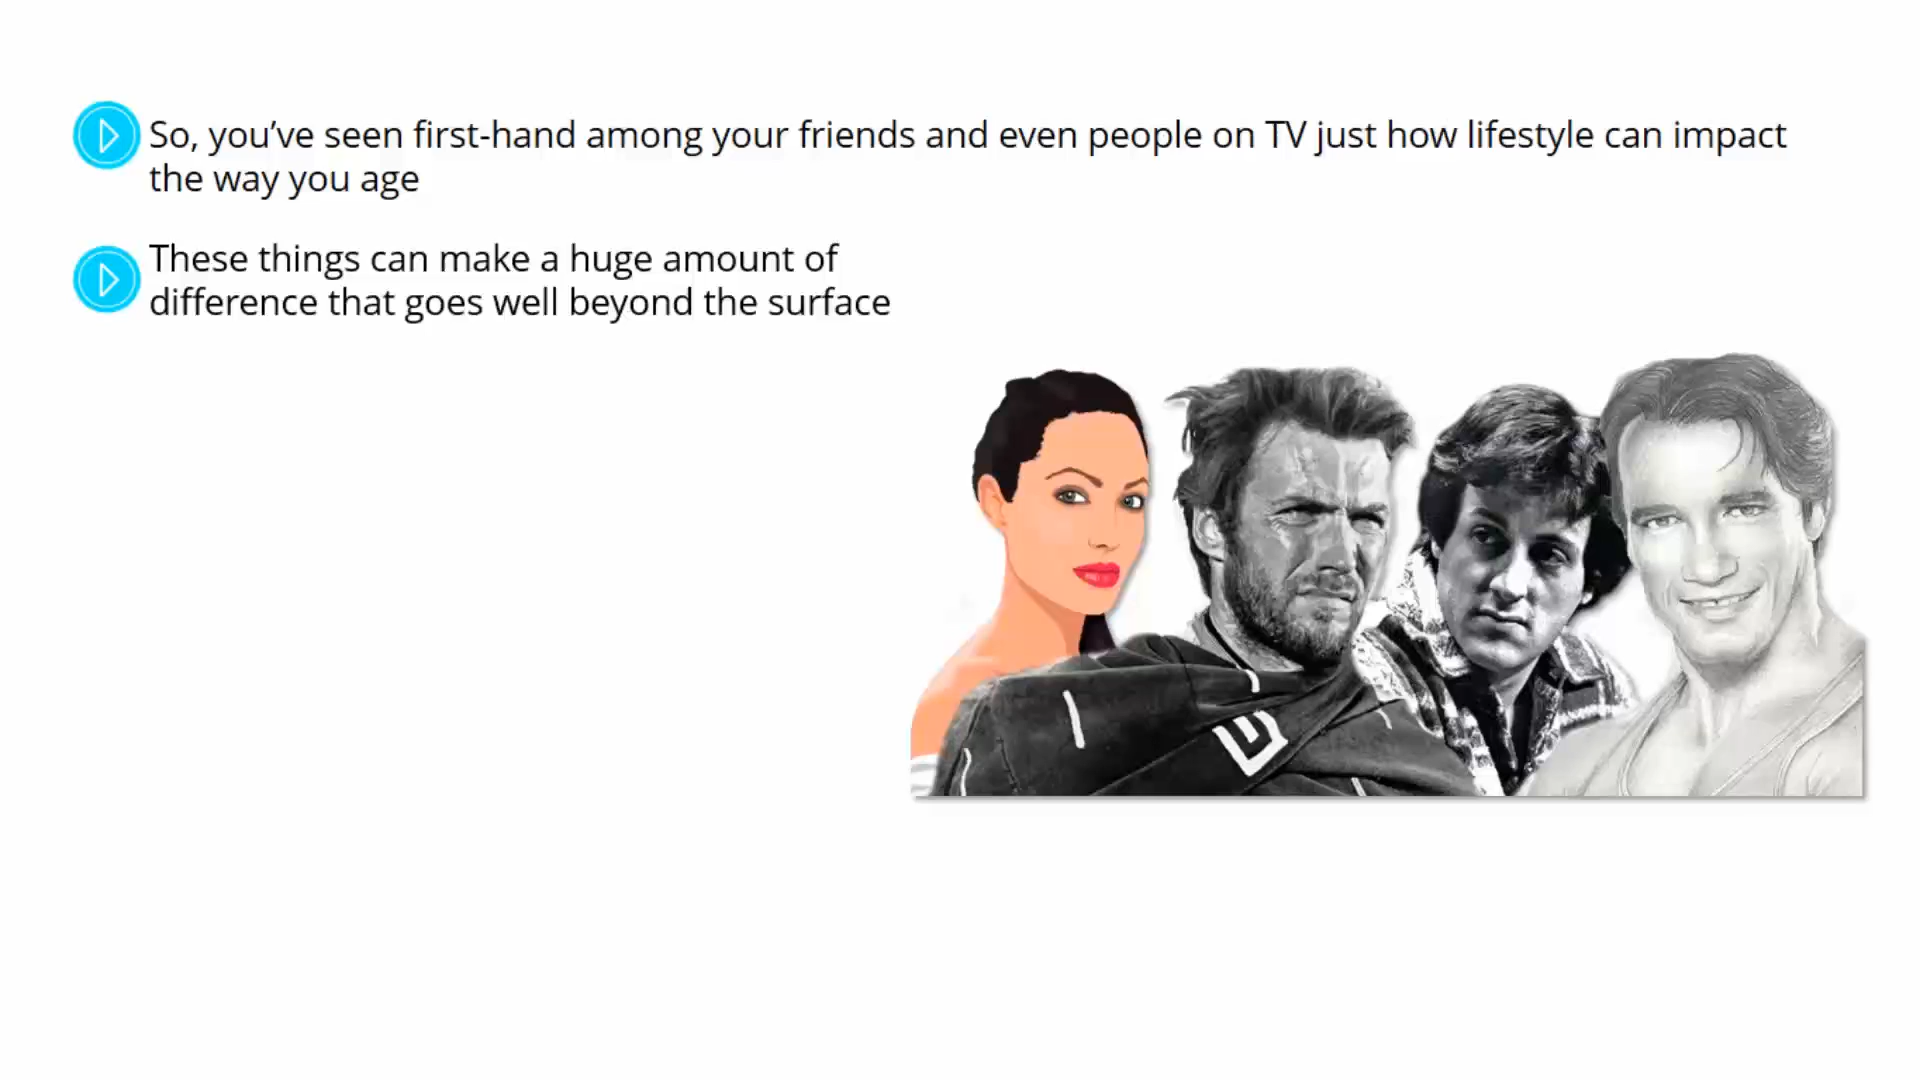 So, you’ve seen first-hand among your friends and even people on TV just how lifestyle can impact
the way you age
These things can make a huge amount of
difference that goes well beyond the surface